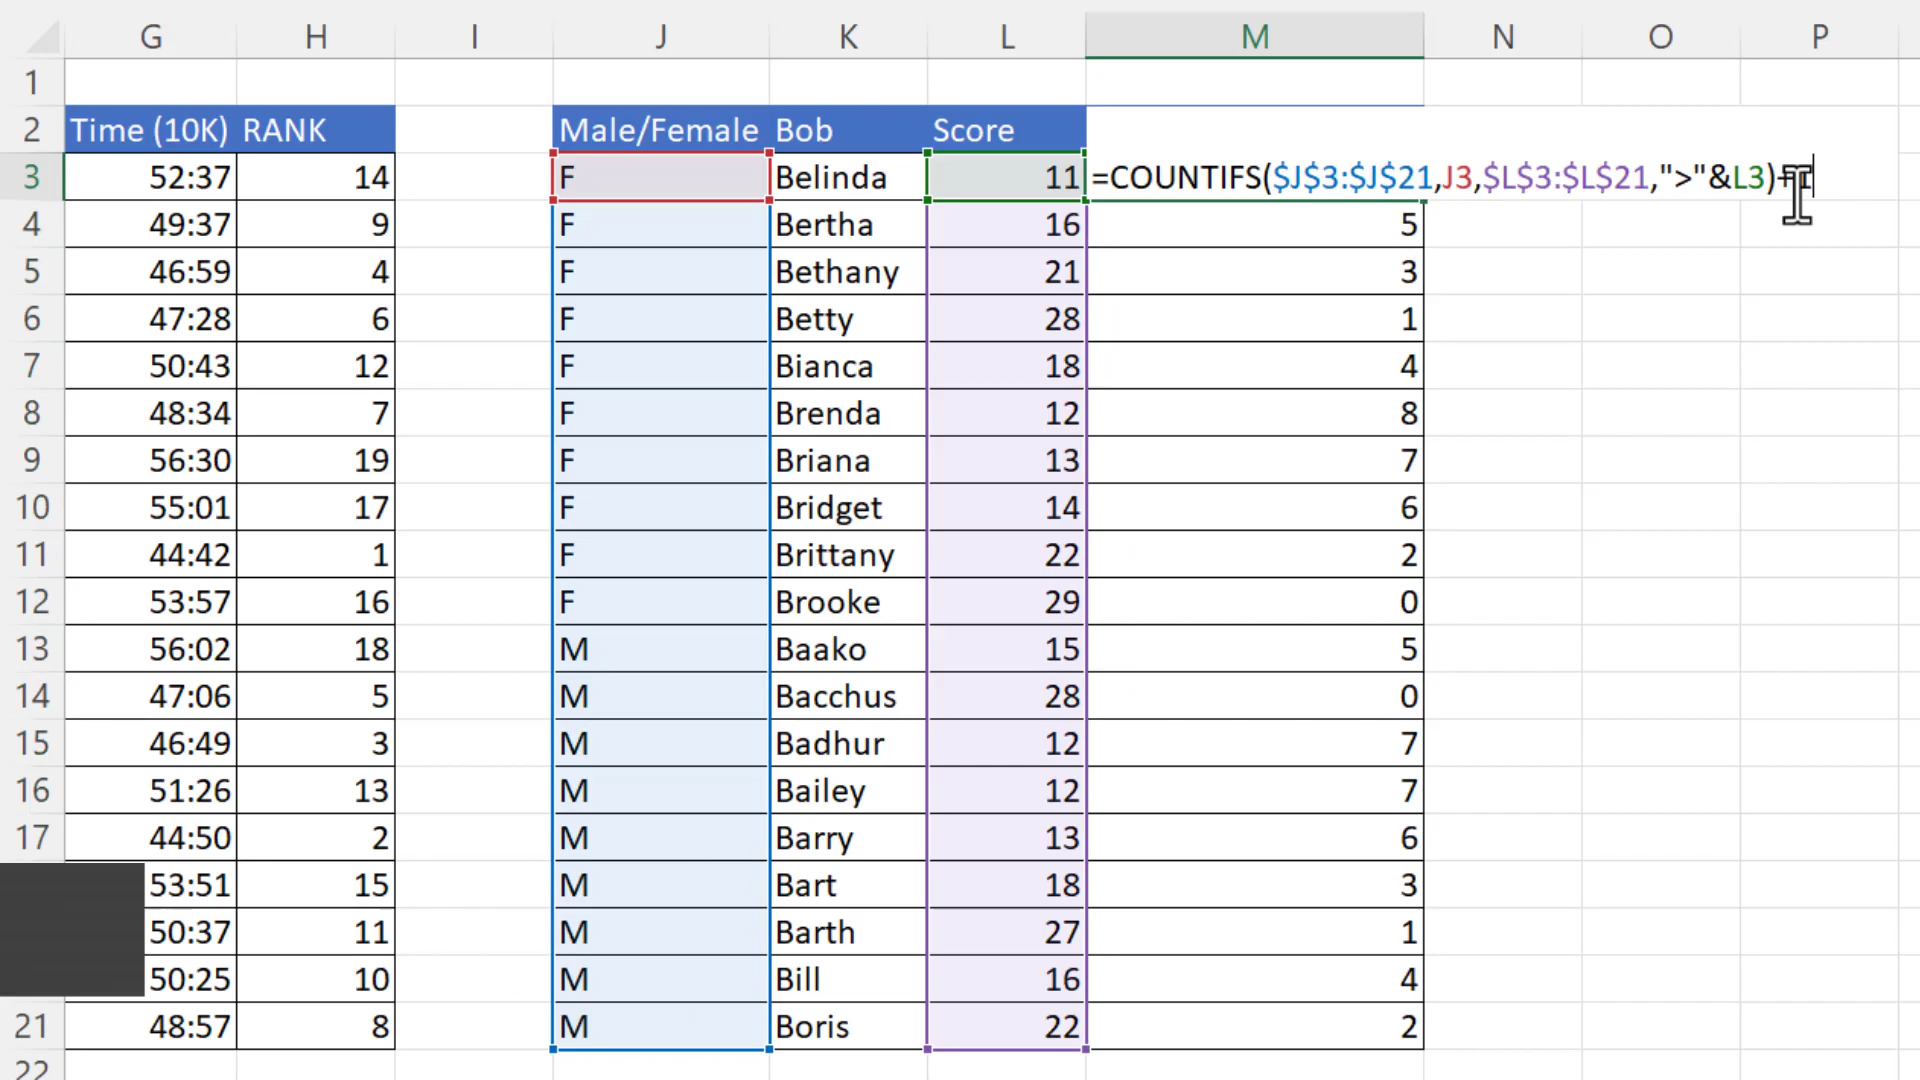 G H I J K L M N O P
1
2 Time (10K) RANK Male/Female Bob Score
3 52:37 14 F Belinda 11 =COUNTIFS($J$3:$J$21,J3,$L$3:$L$21,">"&L3)+1
4 49:37 9 F Bertha 16 5
5 46:59 4 F Bethany 21 3
6 47:28 6 F Betty 28 1
7 50:43 12 F Bianca 18 4
8 48:34 7 F Brenda 12 8
9 56:30 19 F Briana 13 7
10 55:01 17 F Bridget 14 6
11 44:42 1 F Brittany 22 2
12 53:57 16 F Brooke 29 0
13 56:02 18 M Baako 15 5
14 47:06 5 M Bacchus 28 0
15 46:49 3 M Badhur 12 7
16 51:26 13 M Bailey 12 7
17 44:50 2 M Barry 13 6
53:51 15 M Bart 18 3
50:37 11 M Barth 27 1
50:25 10 M Bill 16 4
21 48:57 8 M Boris 22 2
22